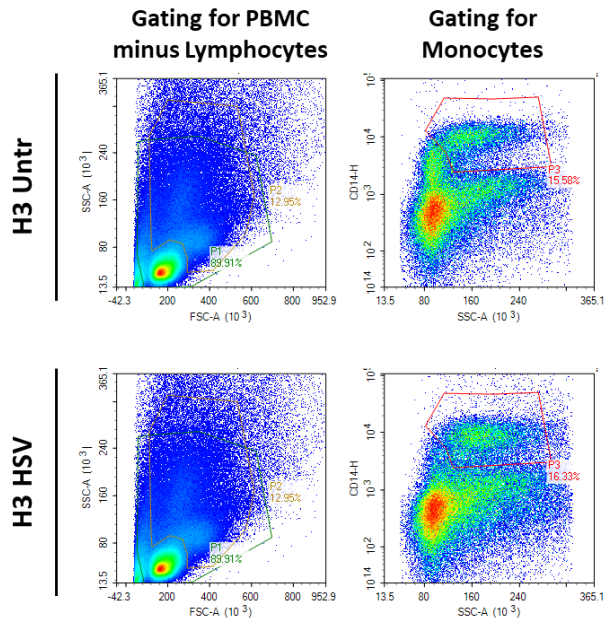 Gating for PBMC
minus Lymphocytes
Gating for
Monocytes
H3 Untr
SSC-A (10 3)
365.1
240
160
80
13.5
P2
12.95%
P1
89.91%
-42.3 200 400 600 800 952.9
FSC-A (10 3)
CD14-H
10 5
10 4
10 3
10 2
10 14
P3
15.58%
13.5 80 160 240 365.1
SSC-A (10 3)
H3 HSV
SSC-A (10 3)
365.1
240
160
80
13.5
P2
12.95%
P1
89.91%
-42.3 200 400 600 800 952.9
FSC-A (10 3)
CD14-H
10 5
10 4
10 3
10 2
10 14
P3
16.33%
13.5 80 160 240 365.1
SSC-A (10 3)